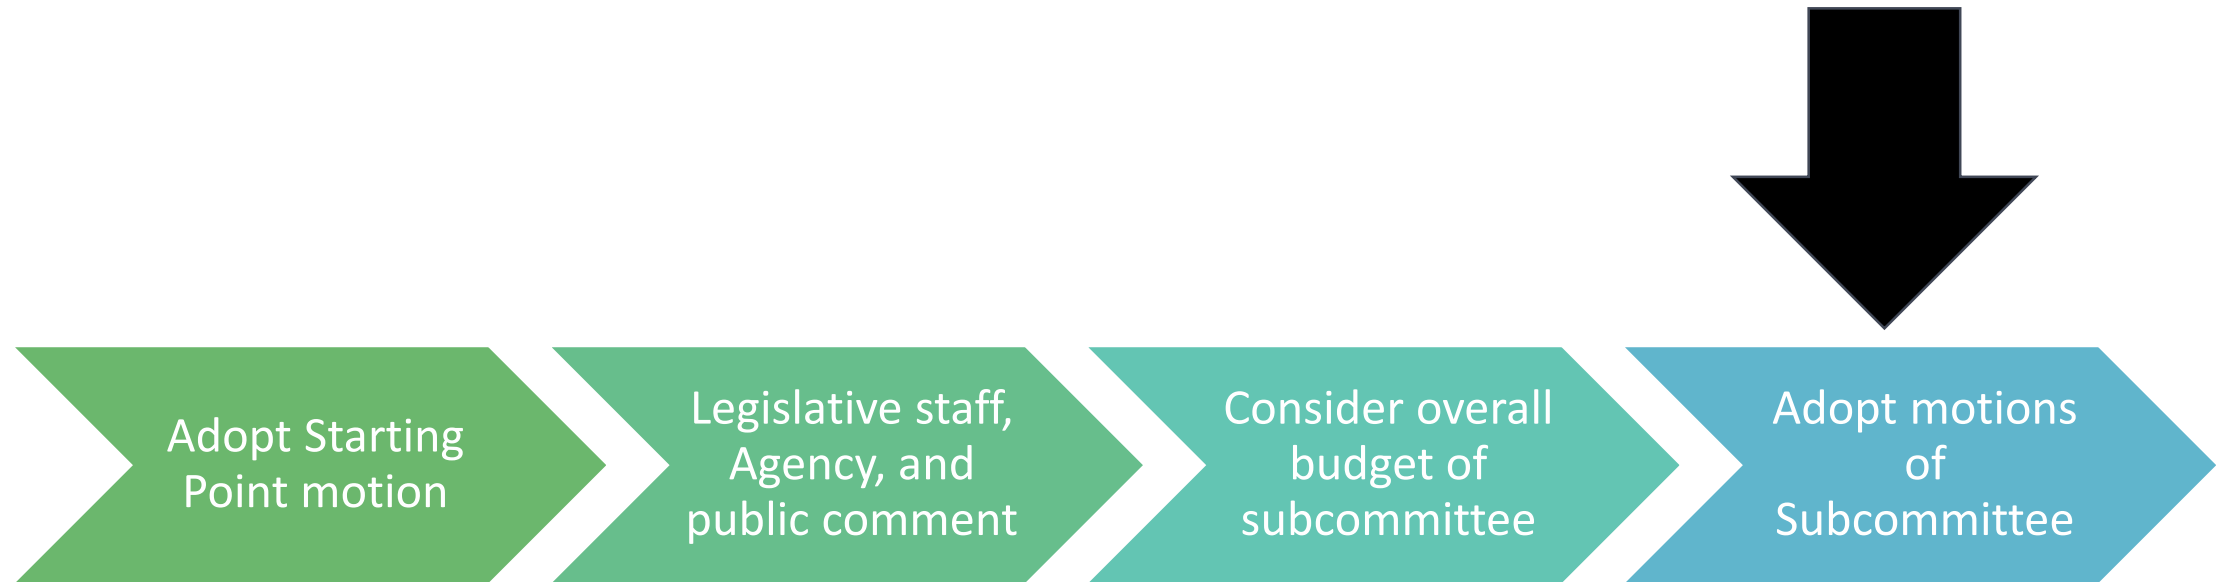 Adopt Starting
Point motion
Legislative staff,
Agency, and
public comment
Consider overall
budget of
subcommittee
Adopt motions
of
Subcommittee